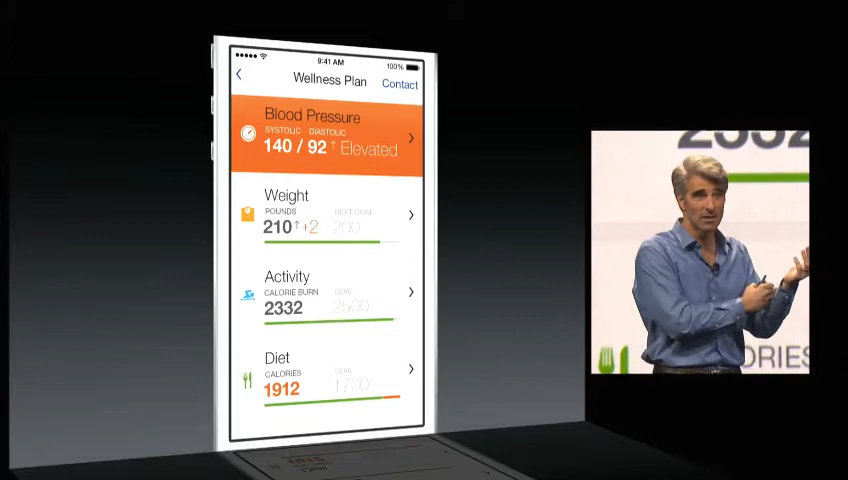 9:41 AM
100%
Wellness Plan
Contact
Blood Pressure
SYSTOLIC DIASTOLIC
140 / 92 ↑ Elevated
Weight
POUNDS NEXT GOAL
210 ↑ +2 200
Activity
CALORIE BURN GOAL
2332 2500
Diet
CALORIES GOAL
1912 1700
2332
ORIES